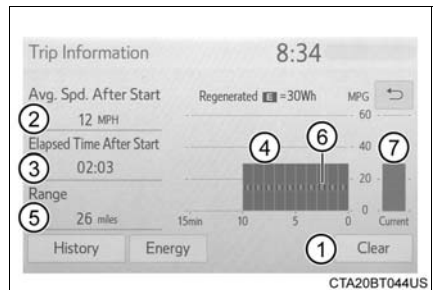 Trip Information 8:34
Avg. Spd. After Start Regenerated E =30Wh MPG
2 12 MPH 60
Elapsed Time After Start 4 6 40 7
3 02:03
Range 20
5 26 miles 15min 10 5 0 0 Current
History Energy 1 Clear
CTA20BT044US